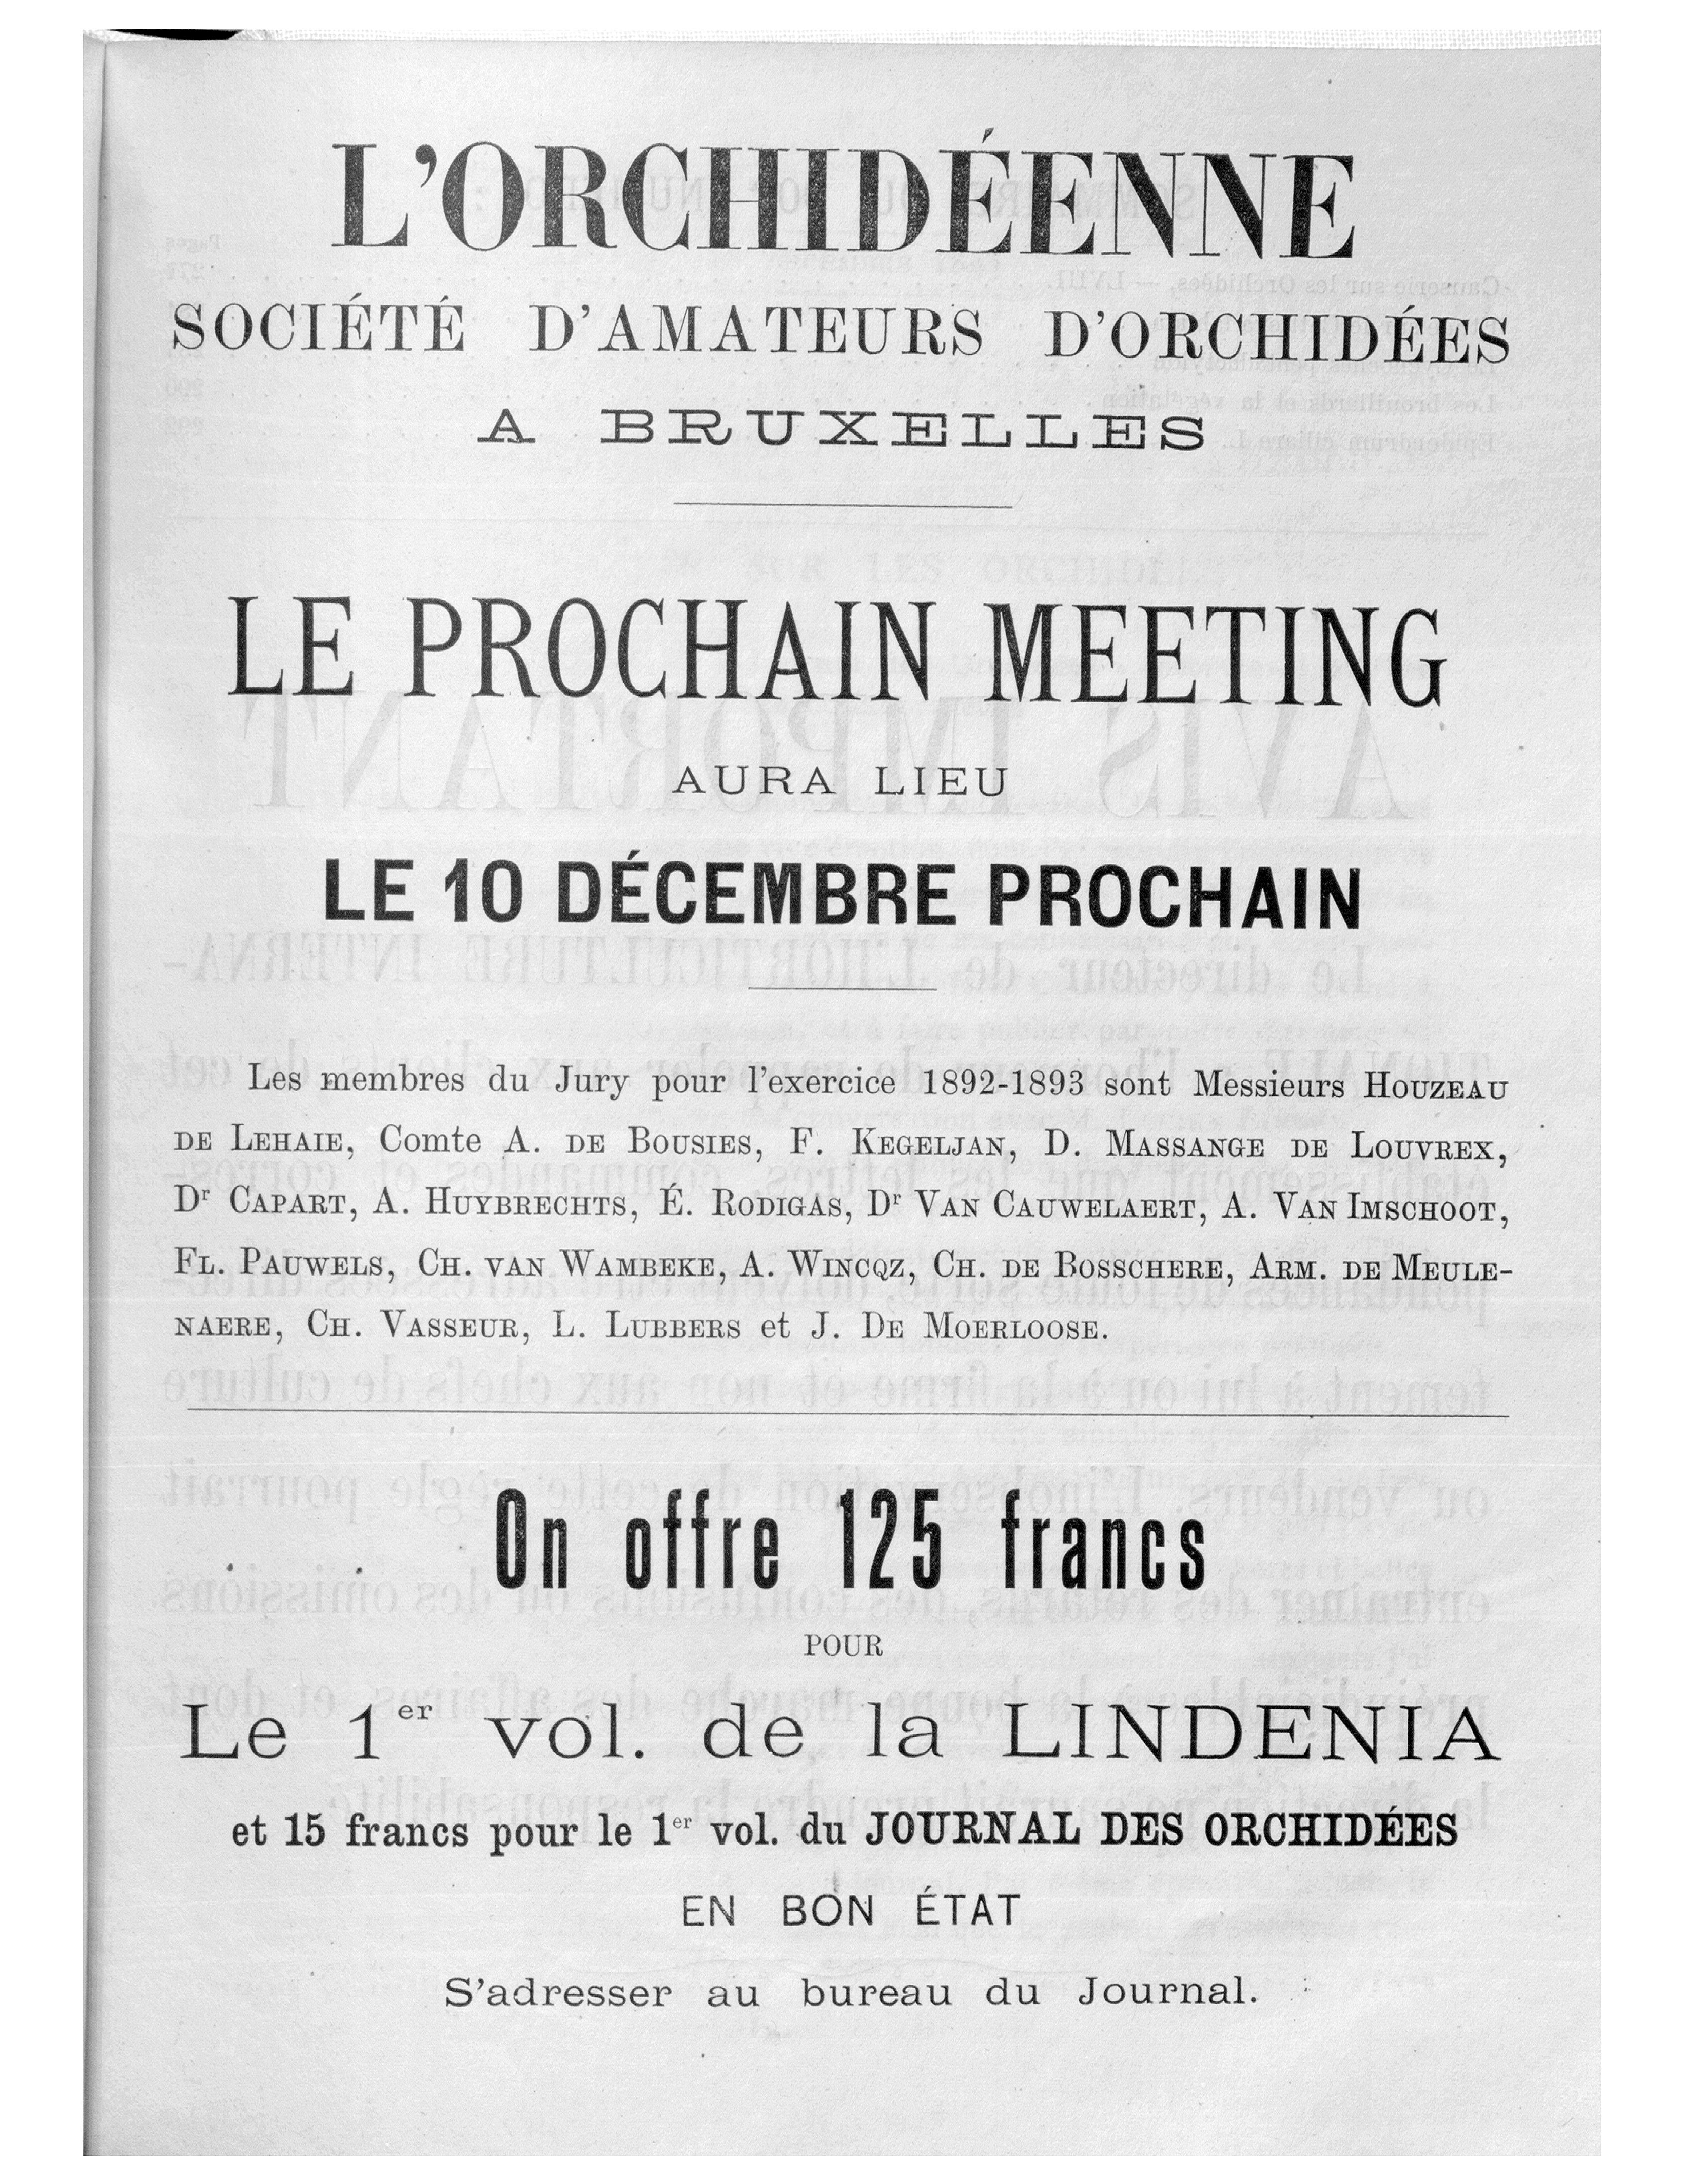 L'ORCHIDÉENNE
SOCIÉTÉ D'AMATEURS D'ORCHIDÉES
A BRUXELLES
LE PROCHAIN MEETING
AURA LIEU
LE 10 DÉCEMBRE PROCHAIN
Les membres du Jury pour l'exercice 1892-1893 sont Messieurs HOUZEAU
DE LEHAIE, Comte A. DE BOUSIES, F. KEGELJAN, D. MASSANGE DE LOUVREX,
Dr CAPART, A. HUYBRECHTS, É. RODIGAS, Dr VAN CAUWELAERT, A. VAN IMSCHOOT,
FL. PAUWELS, CH. VAN WAMBEKE, A. WINCQZ, CH. DE BOSSCHERE, ARM. DE MEULE-
NAERE, CH. VASSEUR, L. LUBBERS et J. DE MOERLOOSE.
On offre 125 francs
POUR
Le 1er vol. de la LINDENIA
et 15 francs pour le 1er vol. du JOURNAL DES ORCHIDÉES
EN BON ÉTAT
S'adresser au bureau du Journal.